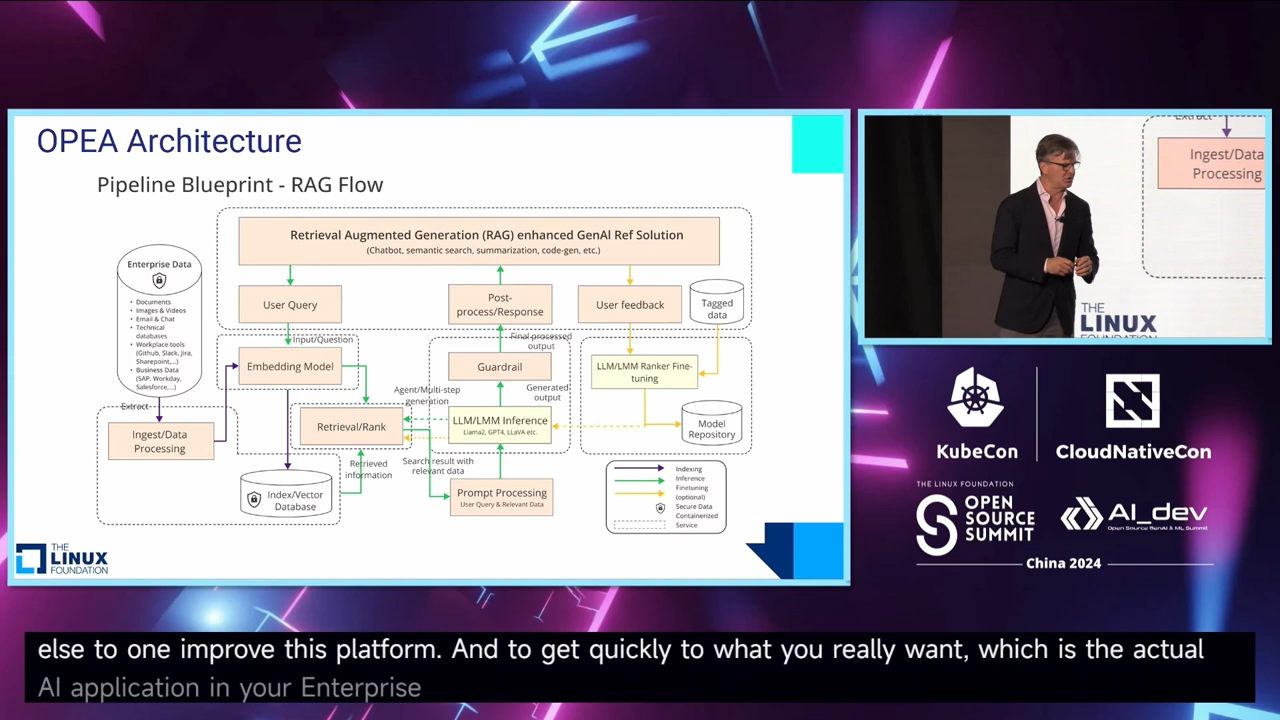 OPEA Architecture
Pipeline Blueprint - RAG Flow
Retrieval Augmented Generation (RAG) enhanced GenAI Ref Solution
(Chatbot, semantic search, summarization, code-gen, etc.)
Enterprise Data
• Documents
• Images & Videos
• Email & Chat
• Technical
databases
• Workplace tools
(Github, Slack, Jira,
Sharepoint,...)
• Business Data
(SAP, Workday,
Salesforce,...)
User Query
Post-
process/Response
User feedback
Tagged
data
Input/Question
Final processed
output
Embedding Model
Guardrail
LLM/LMM Ranker Fine-
tuning
Agent/Multi-step
generation
Generated
output
Extract
Ingest/Data
Processing
Retrieval/Rank
LLM/LMM Inference
Llama2, GPT4, LLaVA etc.
Model
Repository
Retrieved
information
Search result with
relevant data
Index/Vector
Database
Prompt Processing
User Query & Relevant Data
Indexing
Inference
Finetuning
(optional)
Secure Data
Containerized
Service
THE
LINUX
FOUNDATION
Extract
Ingest/Data
Processing
THE
LINUX
FOUNDATION
KubeCon
CloudNativeCon
THE LINUX FOUNDATION
OPEN
SOURCE
SUMMIT
AI_dev
Open Source GenAI & ML Summit
China 2024
else to one improve this platform. And to get quickly to what you really want, which is the actual
AI application in your Enterprise